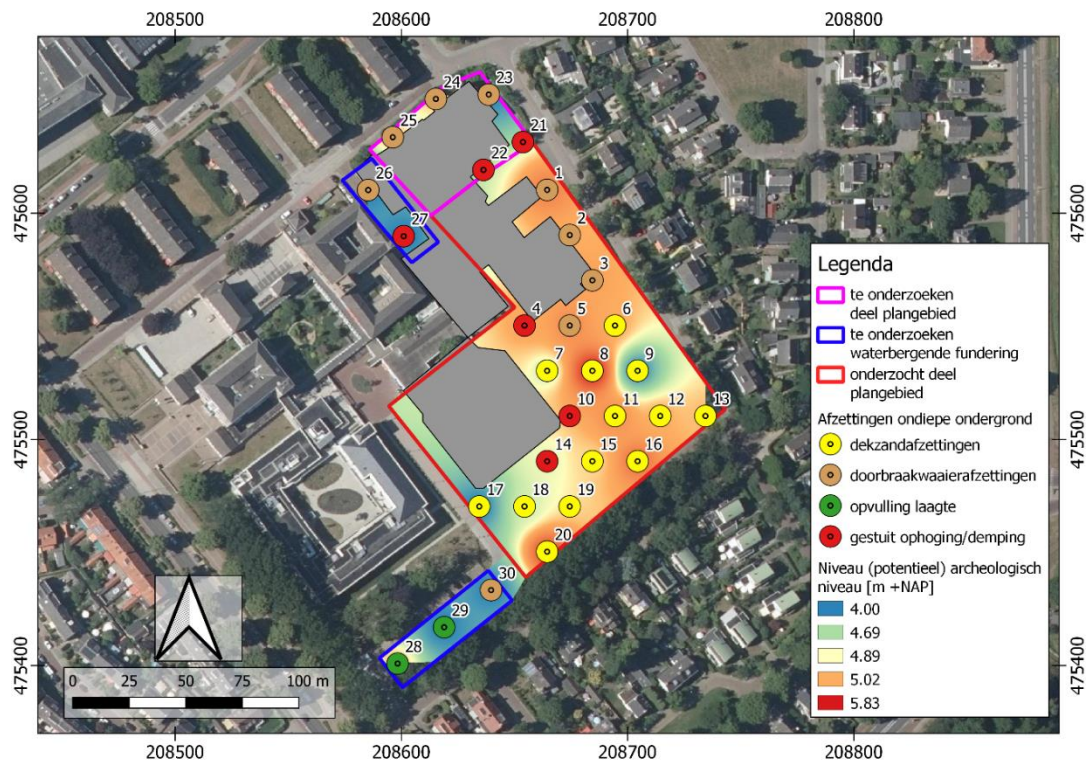 208500 208600 208700 208800
475600
475500
475400
475600
475500
475400
24
23
25
21
22
26
1
27
2
3
4
5
6
7
8
9
10
11
12
13
14
15
16
17
18
19
20
30
29
28
Legenda
te onderzoeken
deel plangebied
te onderzoeken
waterbergende fundering
onderzocht deel
plangebied
Afzettingen ondiepe ondergrond
dekzandafzettingen
doorbraakwaaierafzettingen
opvulling laagte
gestuit ophoging/demping
Niveau (potentieel) archeologisch
niveau [m +NAP]
4.00
4.69
4.89
5.02
5.83
0 25 50 75 100 m
208500 208600 208700 208800